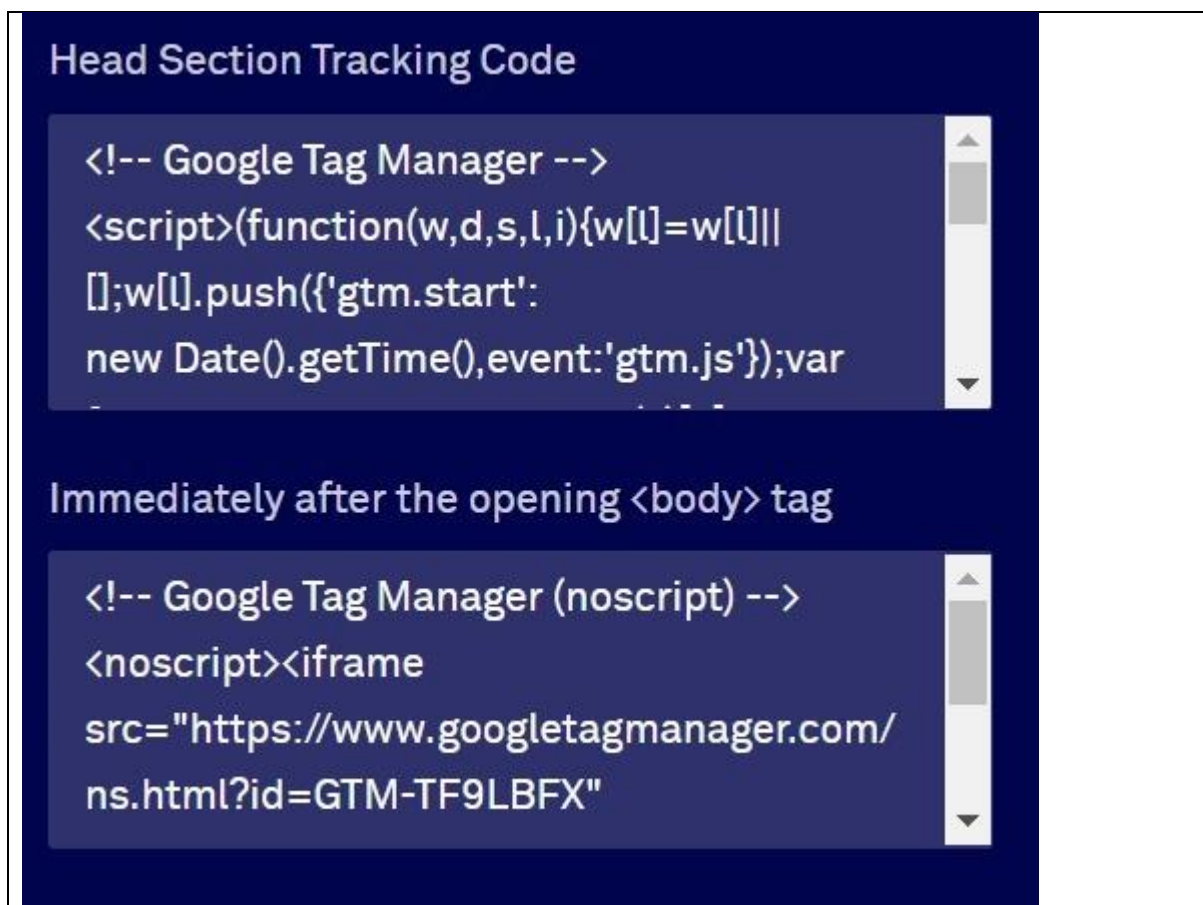 Head Section Tracking Code
<!-- Google Tag Manager -->
<script>(function(w,d,s,l,i){w[l]=w[l]||
[];w[l].push({'gtm.start':
new Date().getTime(),event:'gtm.js'});var
Immediately after the opening <body> tag
<!-- Google Tag Manager (noscript) -->
<noscript><iframe
src="https://www.googletagmanager.com/
ns.html?id=GTM-TF9LBFX"